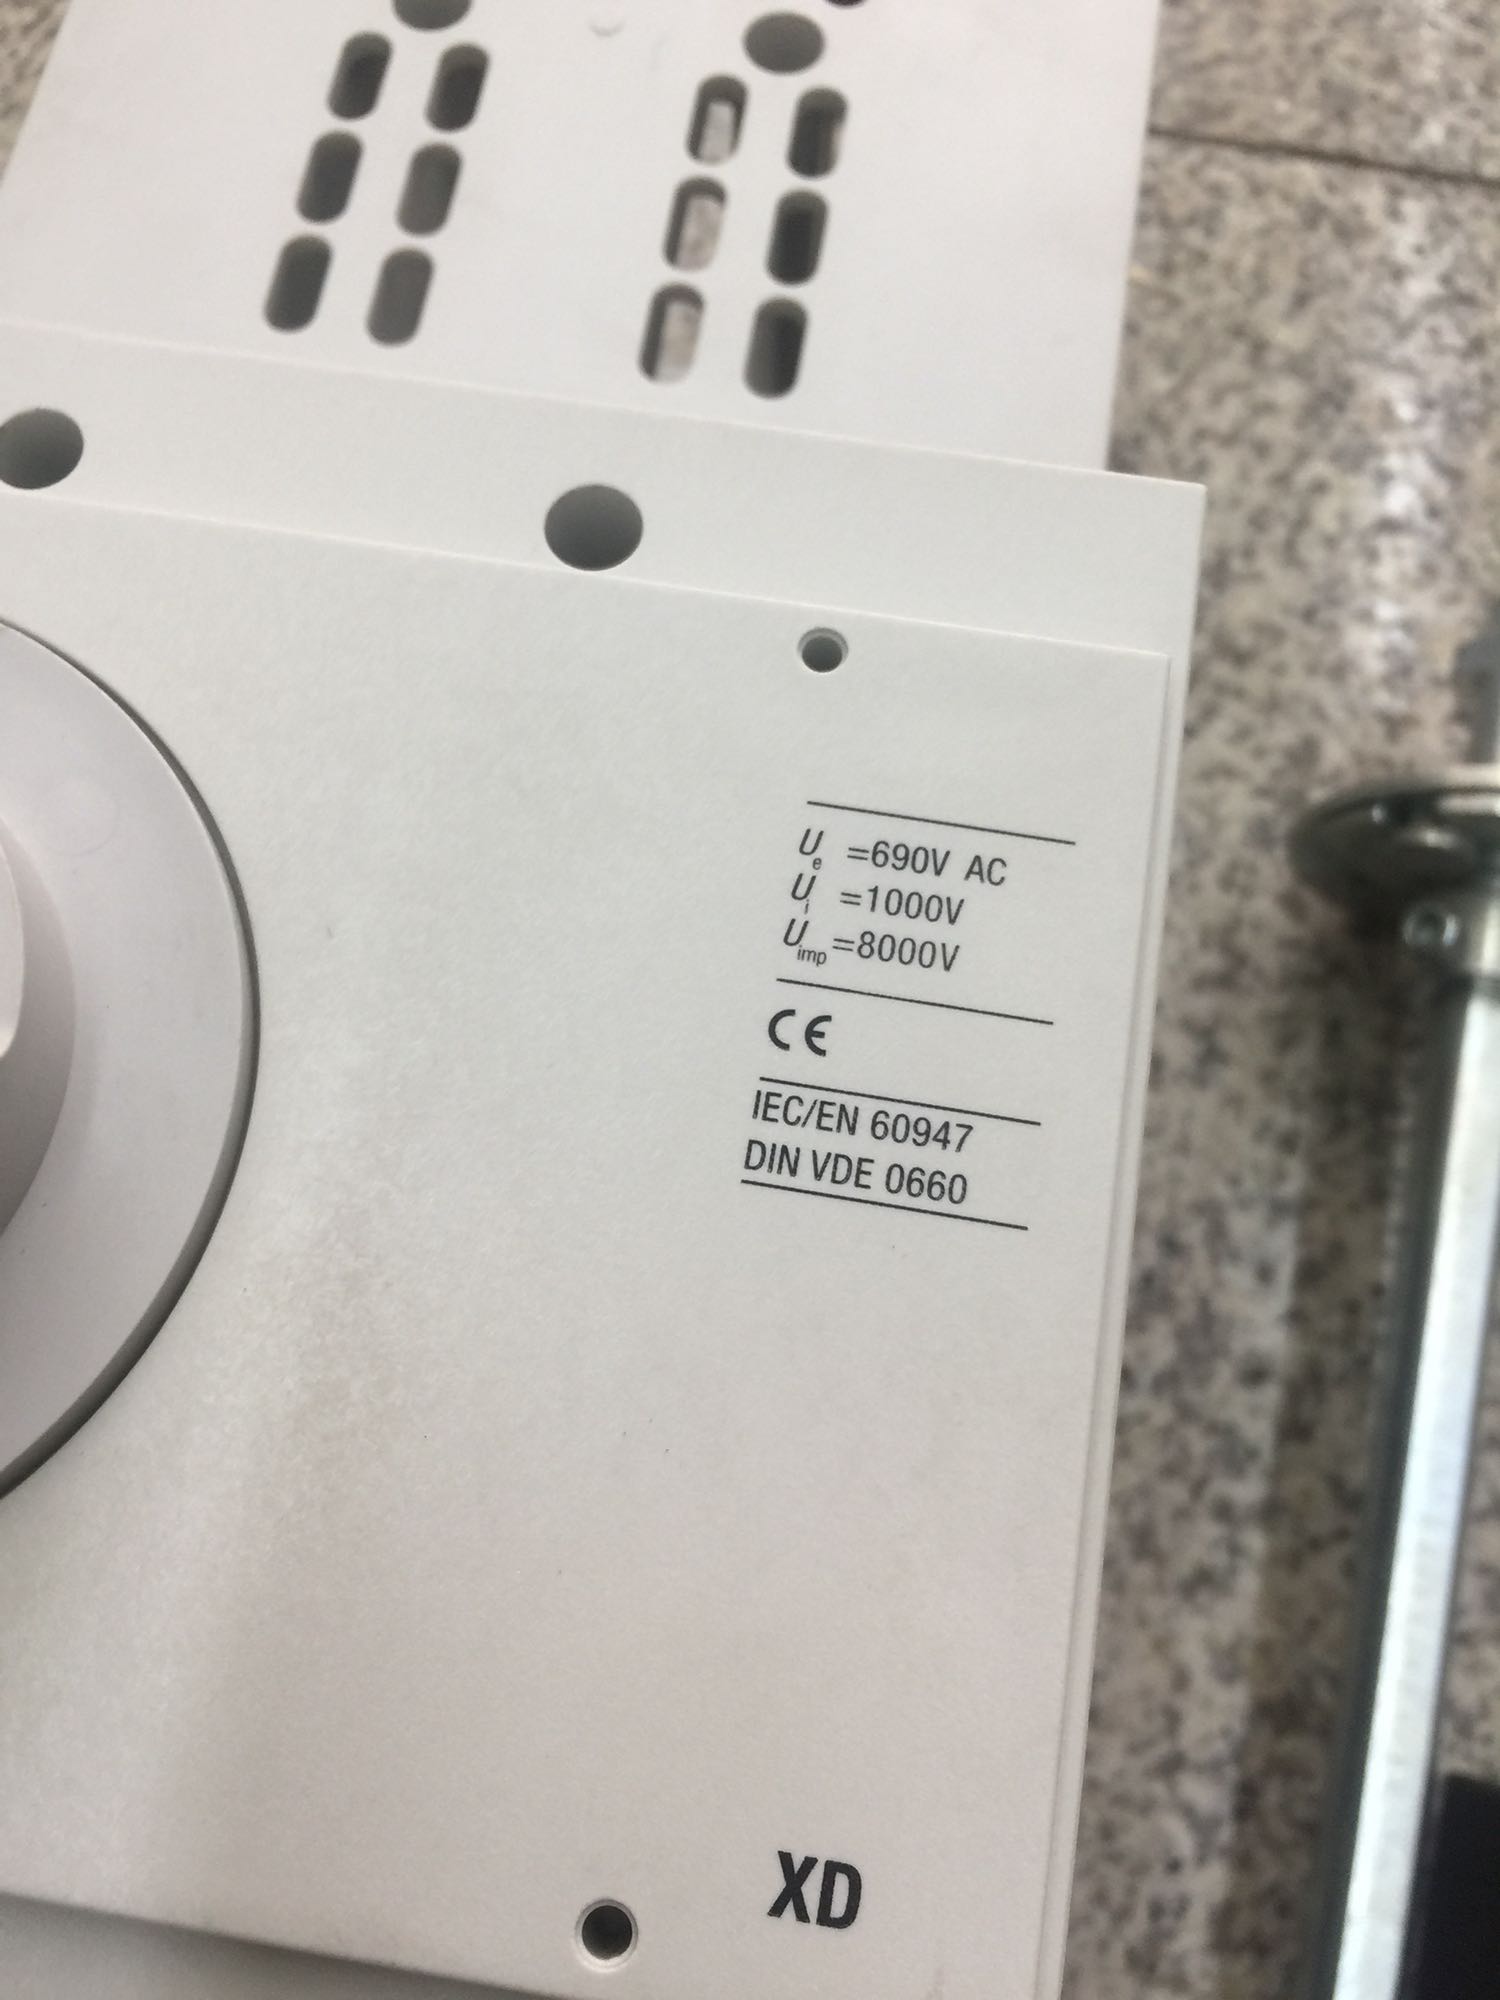 Ue =690V AC
Ui =1000V
Uimp =8000V
CE
IEC/EN 60947
DIN VDE 0660
XD